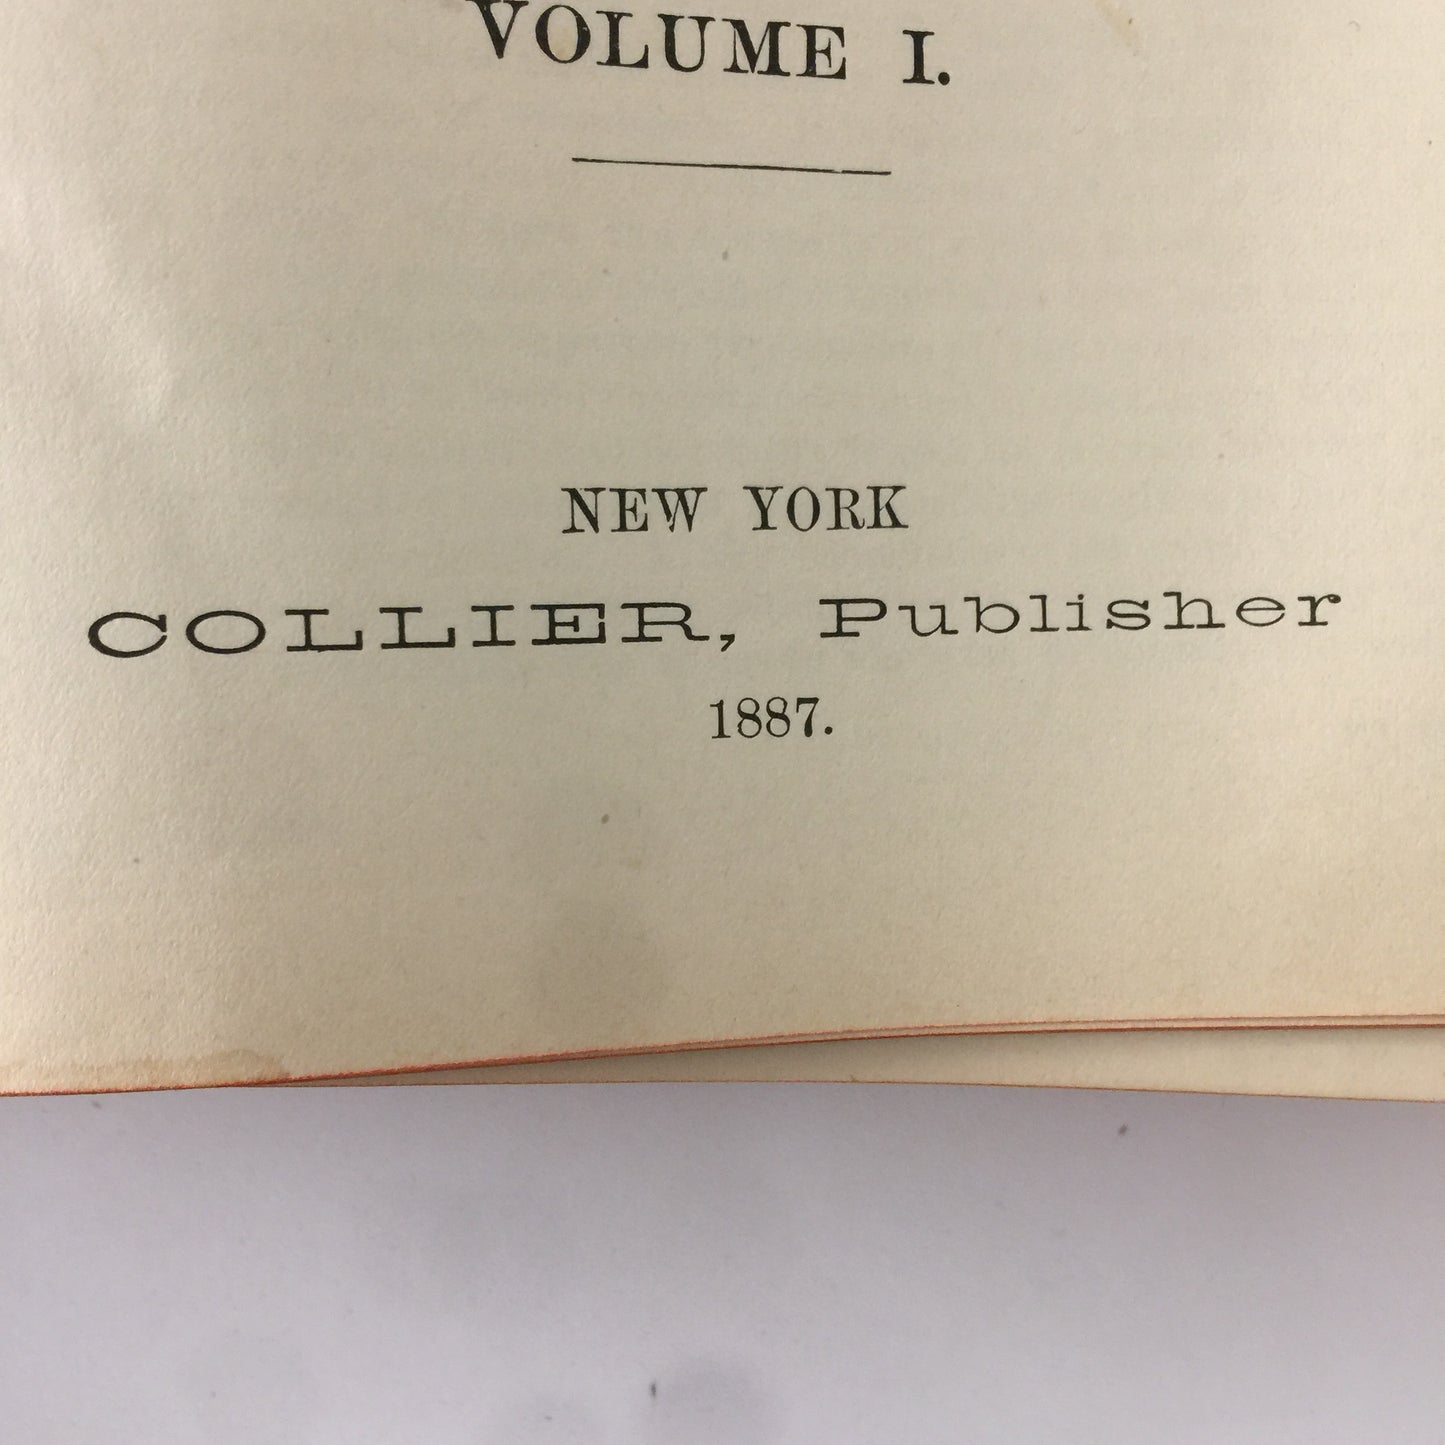 VOLUME I.
NEW YORK
COLLIER, Publisher
1887.